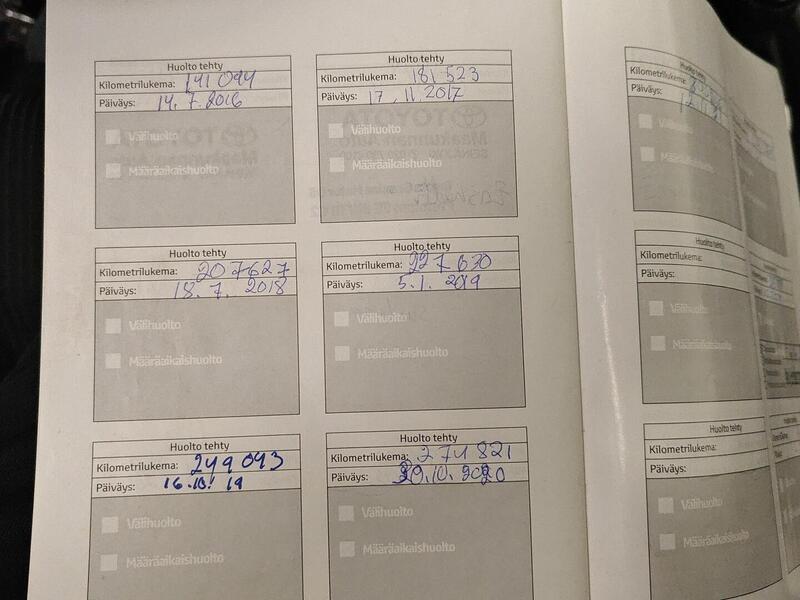 Huolto tehty
Kilometrilukema: 141 094
Päiväys: 14. 7. 2016
Välihuolto
Määräaikaishuolto
Huolto tehty
Kilometrilukema: 181 523
Päiväys: 17. 11. 2017
Välihuolto
Määräaikaishuolto
Huolto tehty
Kilometrilukema: 207627
Päiväys: 18. 7. 2018
Välihuolto
Määräaikaishuolto
Huolto tehty
Kilometrilukema: 227 630
Päiväys: 5.1. 2019
Välihuolto
Määräaikaishuolto
Huolto tehty
Kilometrilukema: 249 093
Päiväys: 16.10. 19
Välihuolto
Määräaikaishuolto
Huolto tehty
Kilometrilukema: 271 821
Päiväys: 29.10.2020
Välihuolto
Määräaikaishuolto
Huolto tehty
Kilometrilukema:
Päiväys:
Välihuolto
Määräaikaishuolto
Huolto tehty
Kilometrilukema:
Päiväys:
Välihuolto
Määräaikaishuolto
Huolto tehty
Kilometrilukema:
Päiväys:
Välihuolto
Määräaikaishuolto